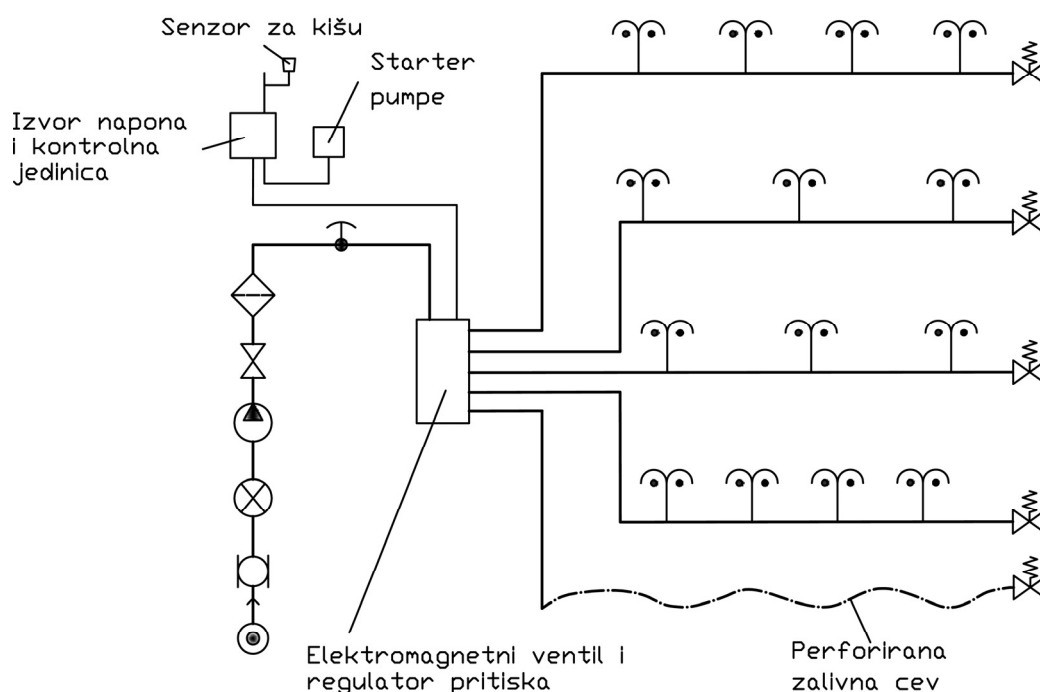 Senzor za kišu
Starter
pumpe
Izvor napona
i kontrolna
jedinica
Elektromagnetni ventil i
regulator pritiska
Perforirana
zalivna cev